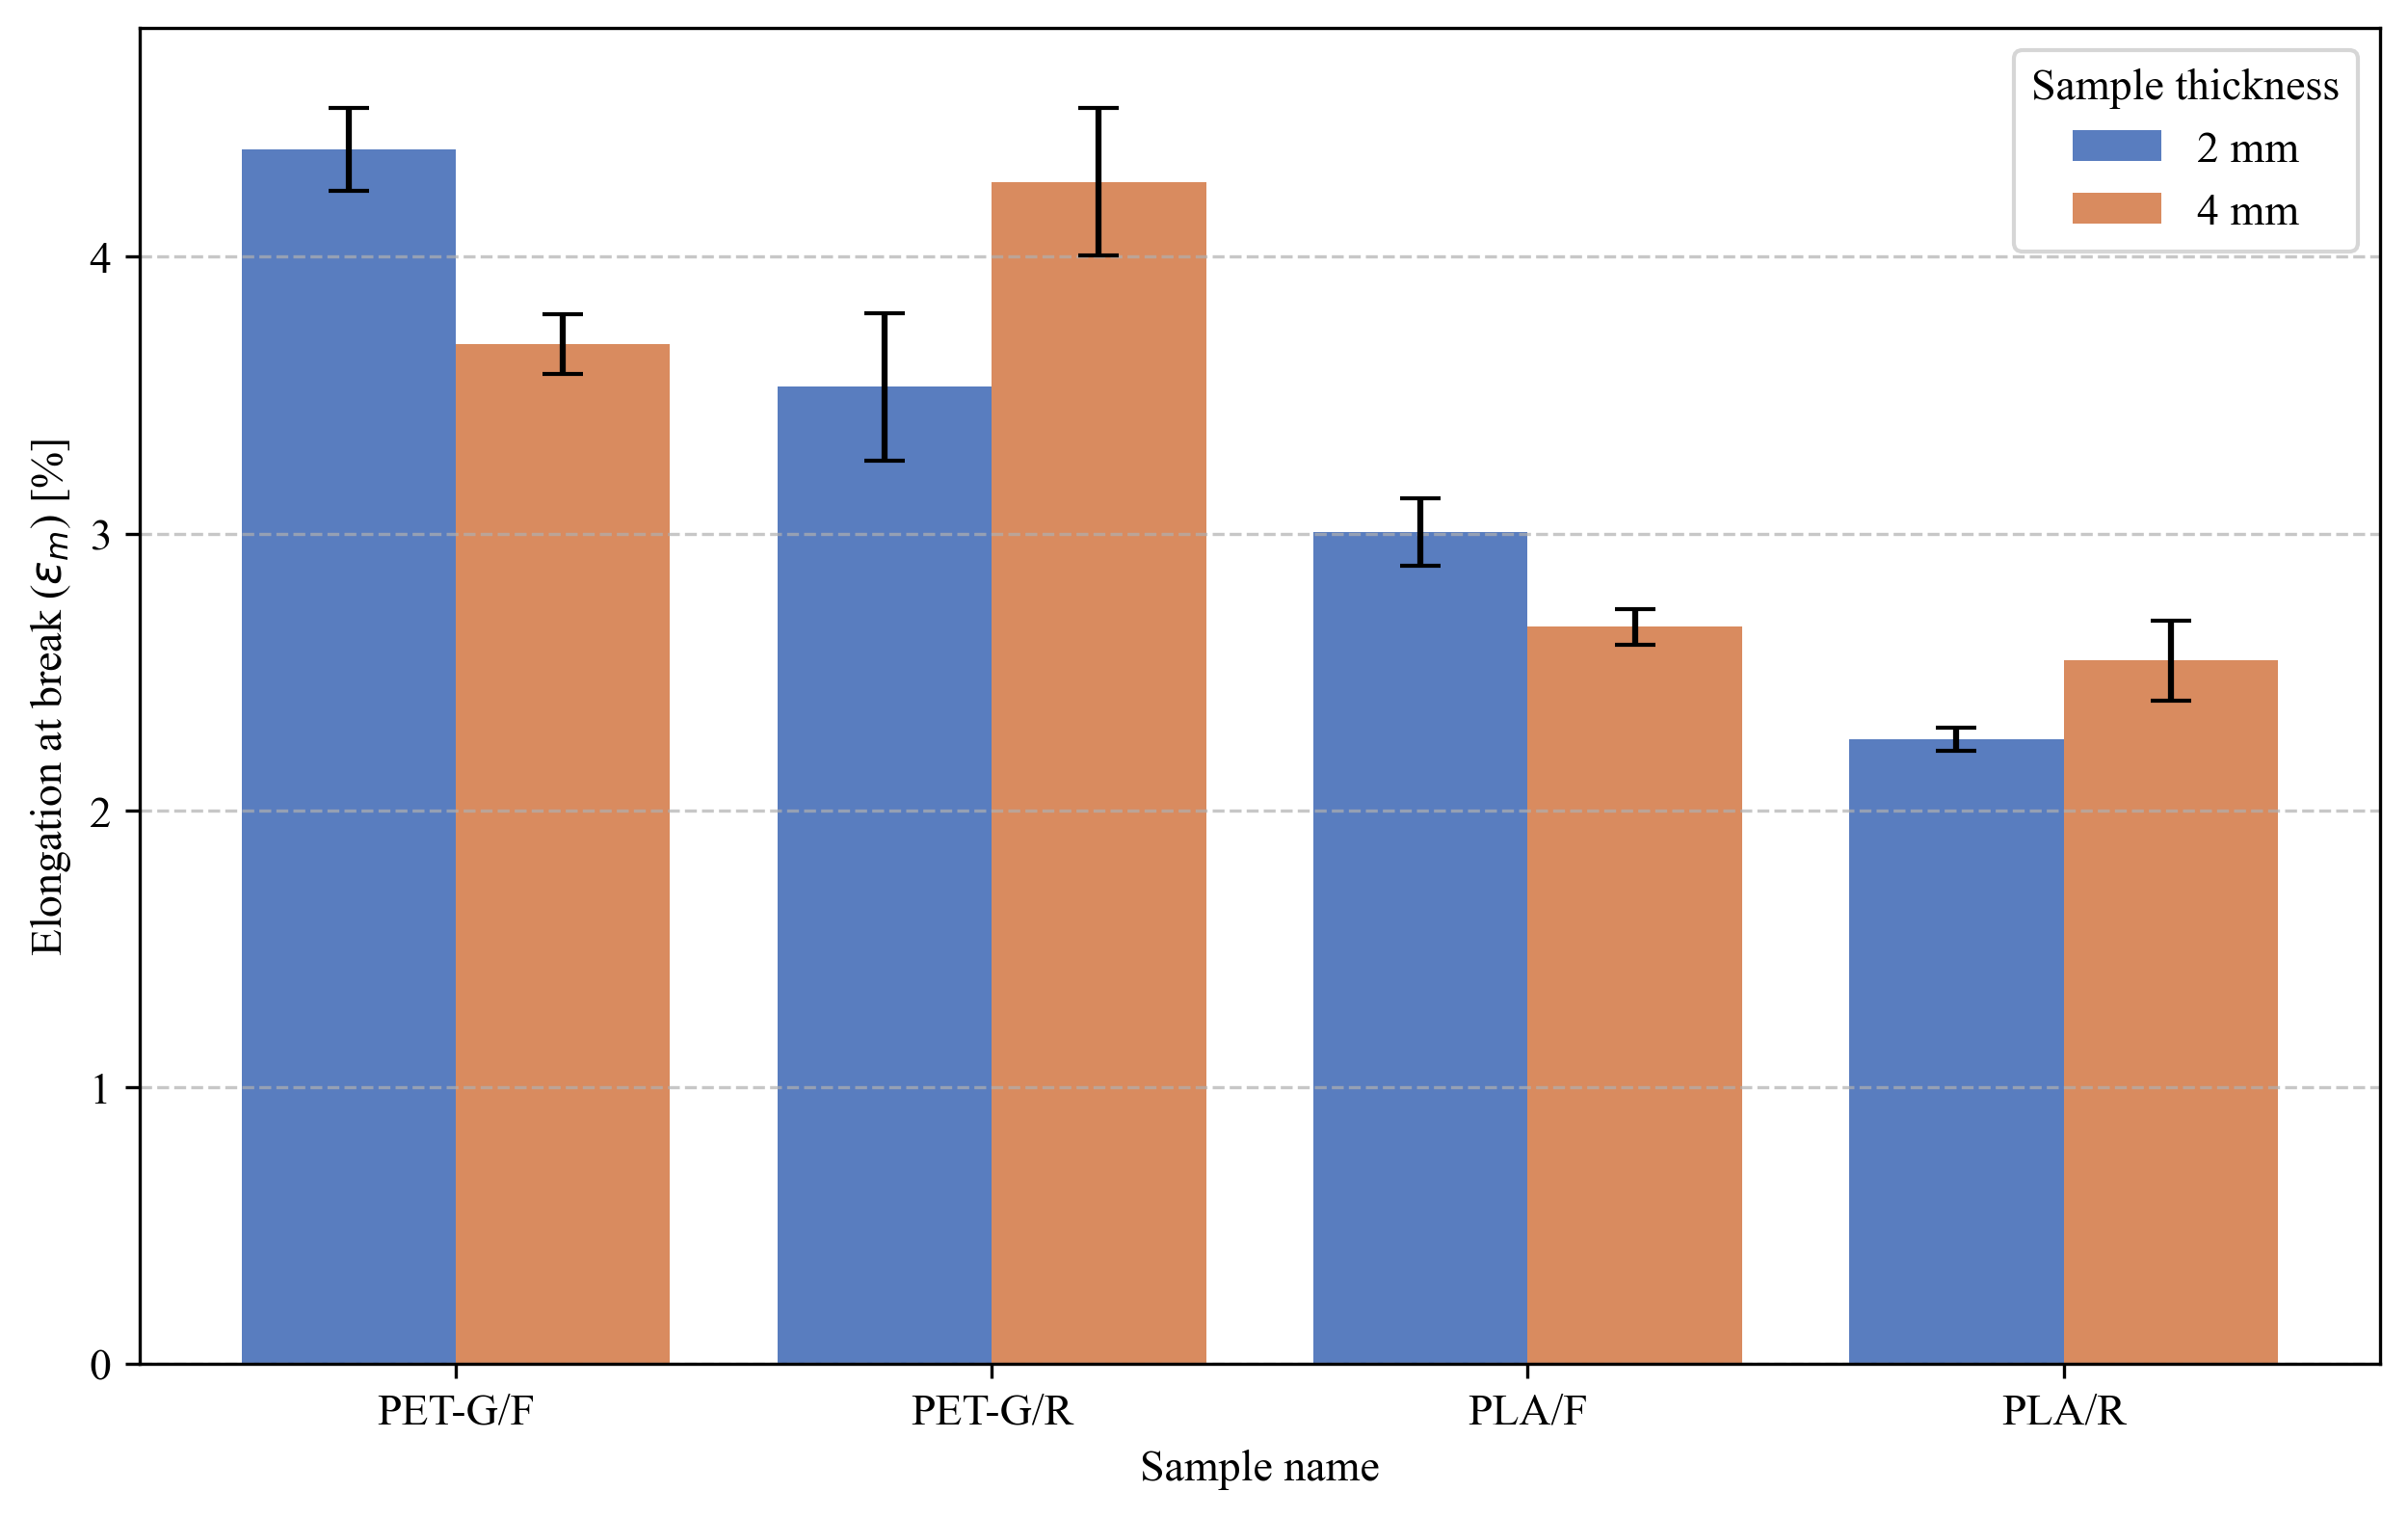 Sample thickness
2 mm
4 mm
Elongation at break (εm) [%]
4
3
2
1
0
PET-G/F PET-G/R PLA/F PLA/R
Sample name